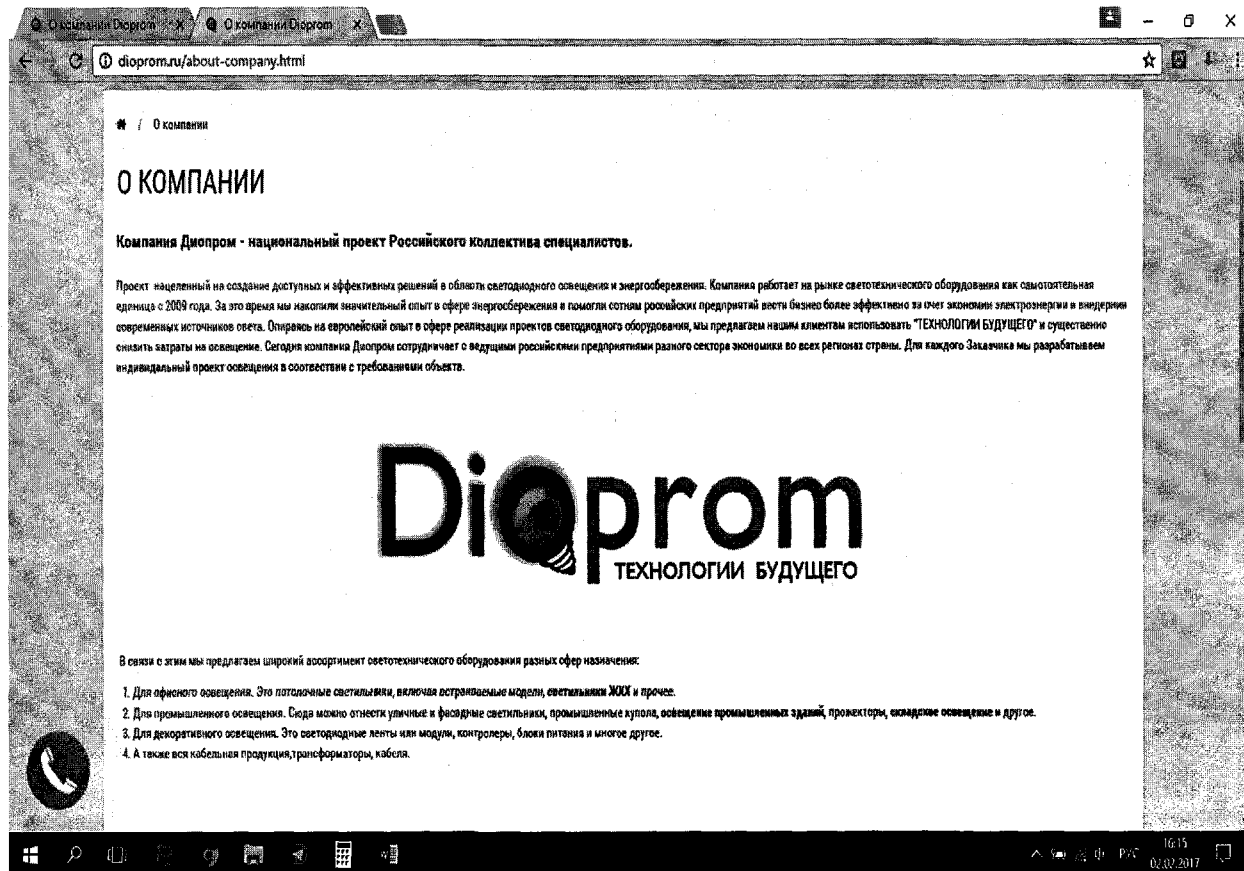 О компании Dioprom X О компании Dioprom X
dioprom.ru/about-company.html
/ О компании
О КОМПАНИИ
Компания Диопром - национальный проект Российского коллектива специалистов.
Проект нацеленный на создание доступных и эффективных решений в области светодиодного освещения и энергосбережения. Компания работает на рынке светотехнического оборудования как самотоятельная
еденица с 2009 года. За это время мы накопили значительный опыт в сфере энергосбережения и помогли сотням российских предприятий вести бизнес более эффективно за счет экономии электроэнергии и внедрения
современных источников света. Опираясь на европейский опыт в сфере реализации проектов светодиодного оборудования, мы предлагаем нашим клиентам использовать "ТЕХНОЛОГИИ БУДУЩЕГО" и существенно
снизить затраты на освещение. Сегодня компания Диопром сотрудничает с ведущими российскими предприятиями разного сектора экономики во всех регионах страны. Для каждого Заказчика мы разрабатываем
индивидальный проект освещения в соотвествии с требованиями объекта.
Dioprom
ТЕХНОЛОГИИ БУДУЩЕГО
В связи с этим мы предлагаем широкий ассортимент светотехнического оборудования разных сфер назначения:
1. Для офисного освещения. Это потолочные светильники, включая встраиваемые модели, светильники ЖКХ и прочее.
2. Для промышленного освещения. Сюда можно отнести уличные и фасадные светильники, промышленные купола, освещение промышленных зданий, прожекторы, складское освещение и другое.
3. Для декоративного освещения. Это светодиодные ленты или модули, контролеры, блоки питания и многое другое.
4. А также вся кабельная продукция,трансформаторы, кабеля.
РУС 16:15
02.02.2017